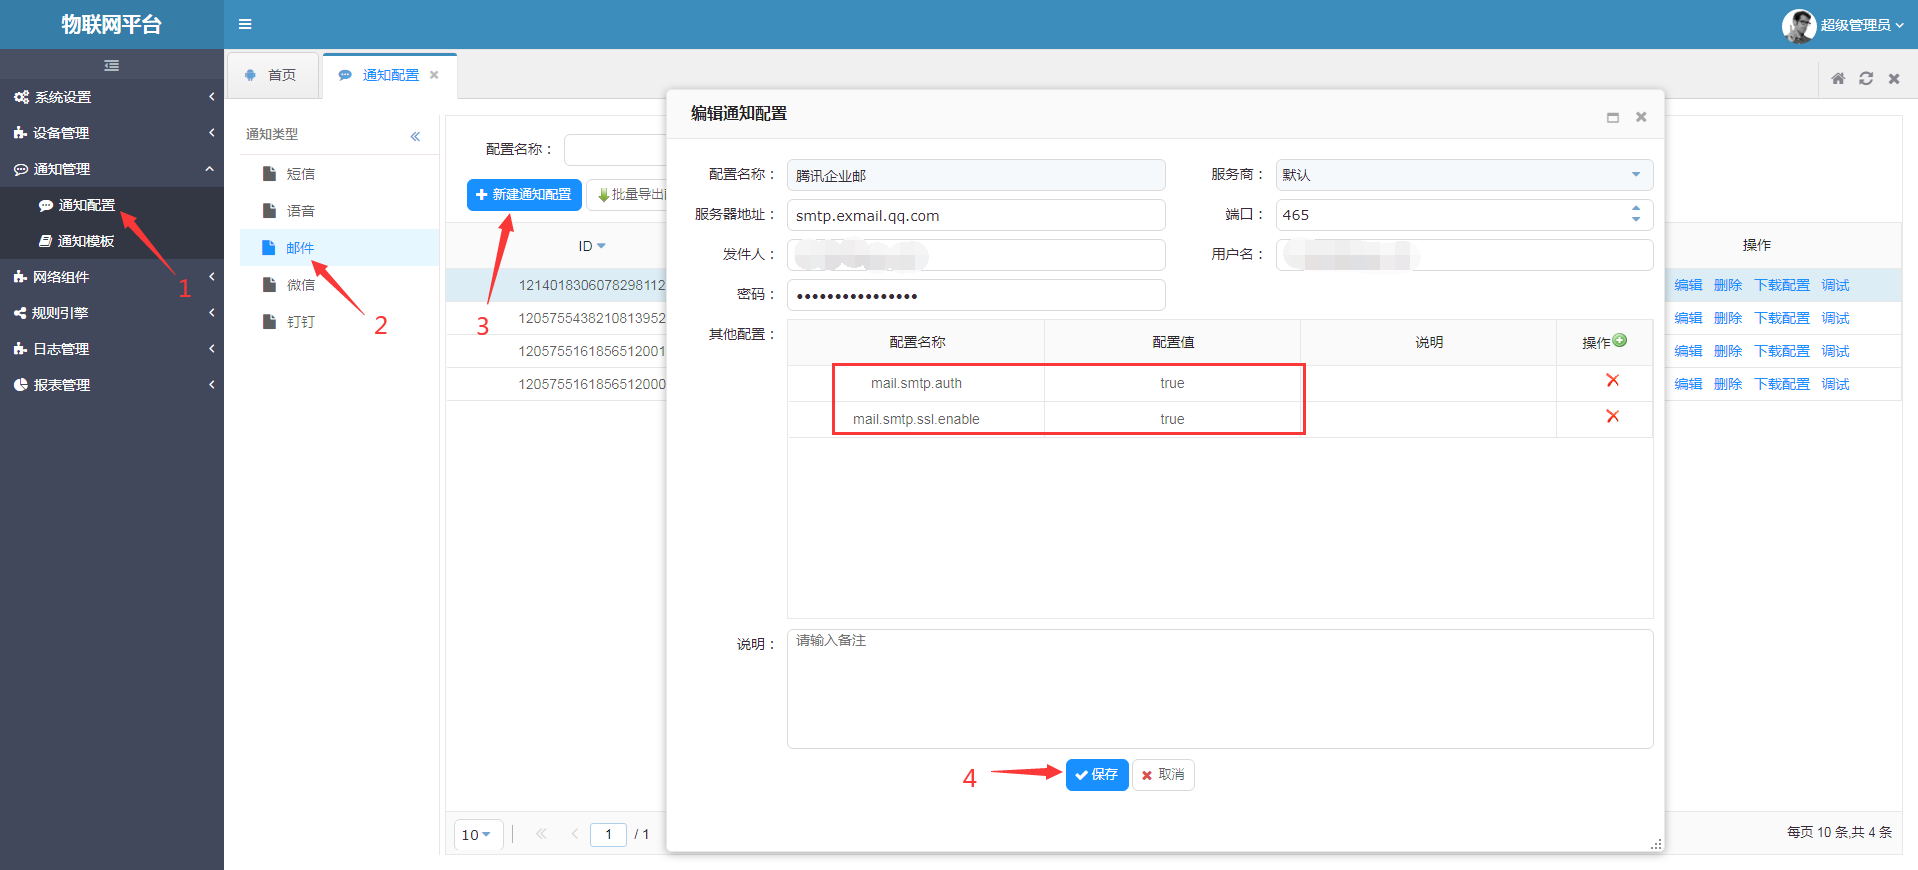 物联网平台
超级管理员
首页
通知配置
系统设置
设备管理
通知管理
通知配置
通知模板
网络组件
规则引擎
日志管理
报表管理
1
通知类型
短信
语音
邮件
微信
钉钉
2
配置名称：
新建通知配置
批量导出
ID
操作
1214018306078298112
编辑 删除 下载配置 调试
1205755438210813952
编辑 删除 下载配置 调试
1205755161856512001
编辑 删除 下载配置 调试
1205755161856512000
编辑 删除 下载配置 调试
3
编辑通知配置
配置名称：
腾讯企业邮
服务商：
默认
服务器地址：
smtp.exmail.qq.com
端口：
465
发件人：
用户名：
密码：
••••••••••••••••
其他配置：
配置名称 配置值 说明 操作
mail.smtp.auth true
mail.smtp.ssl.enable true
说明：
请输入备注
4
保存
取消
10
1
/ 1
每页 10 条,共 4 条